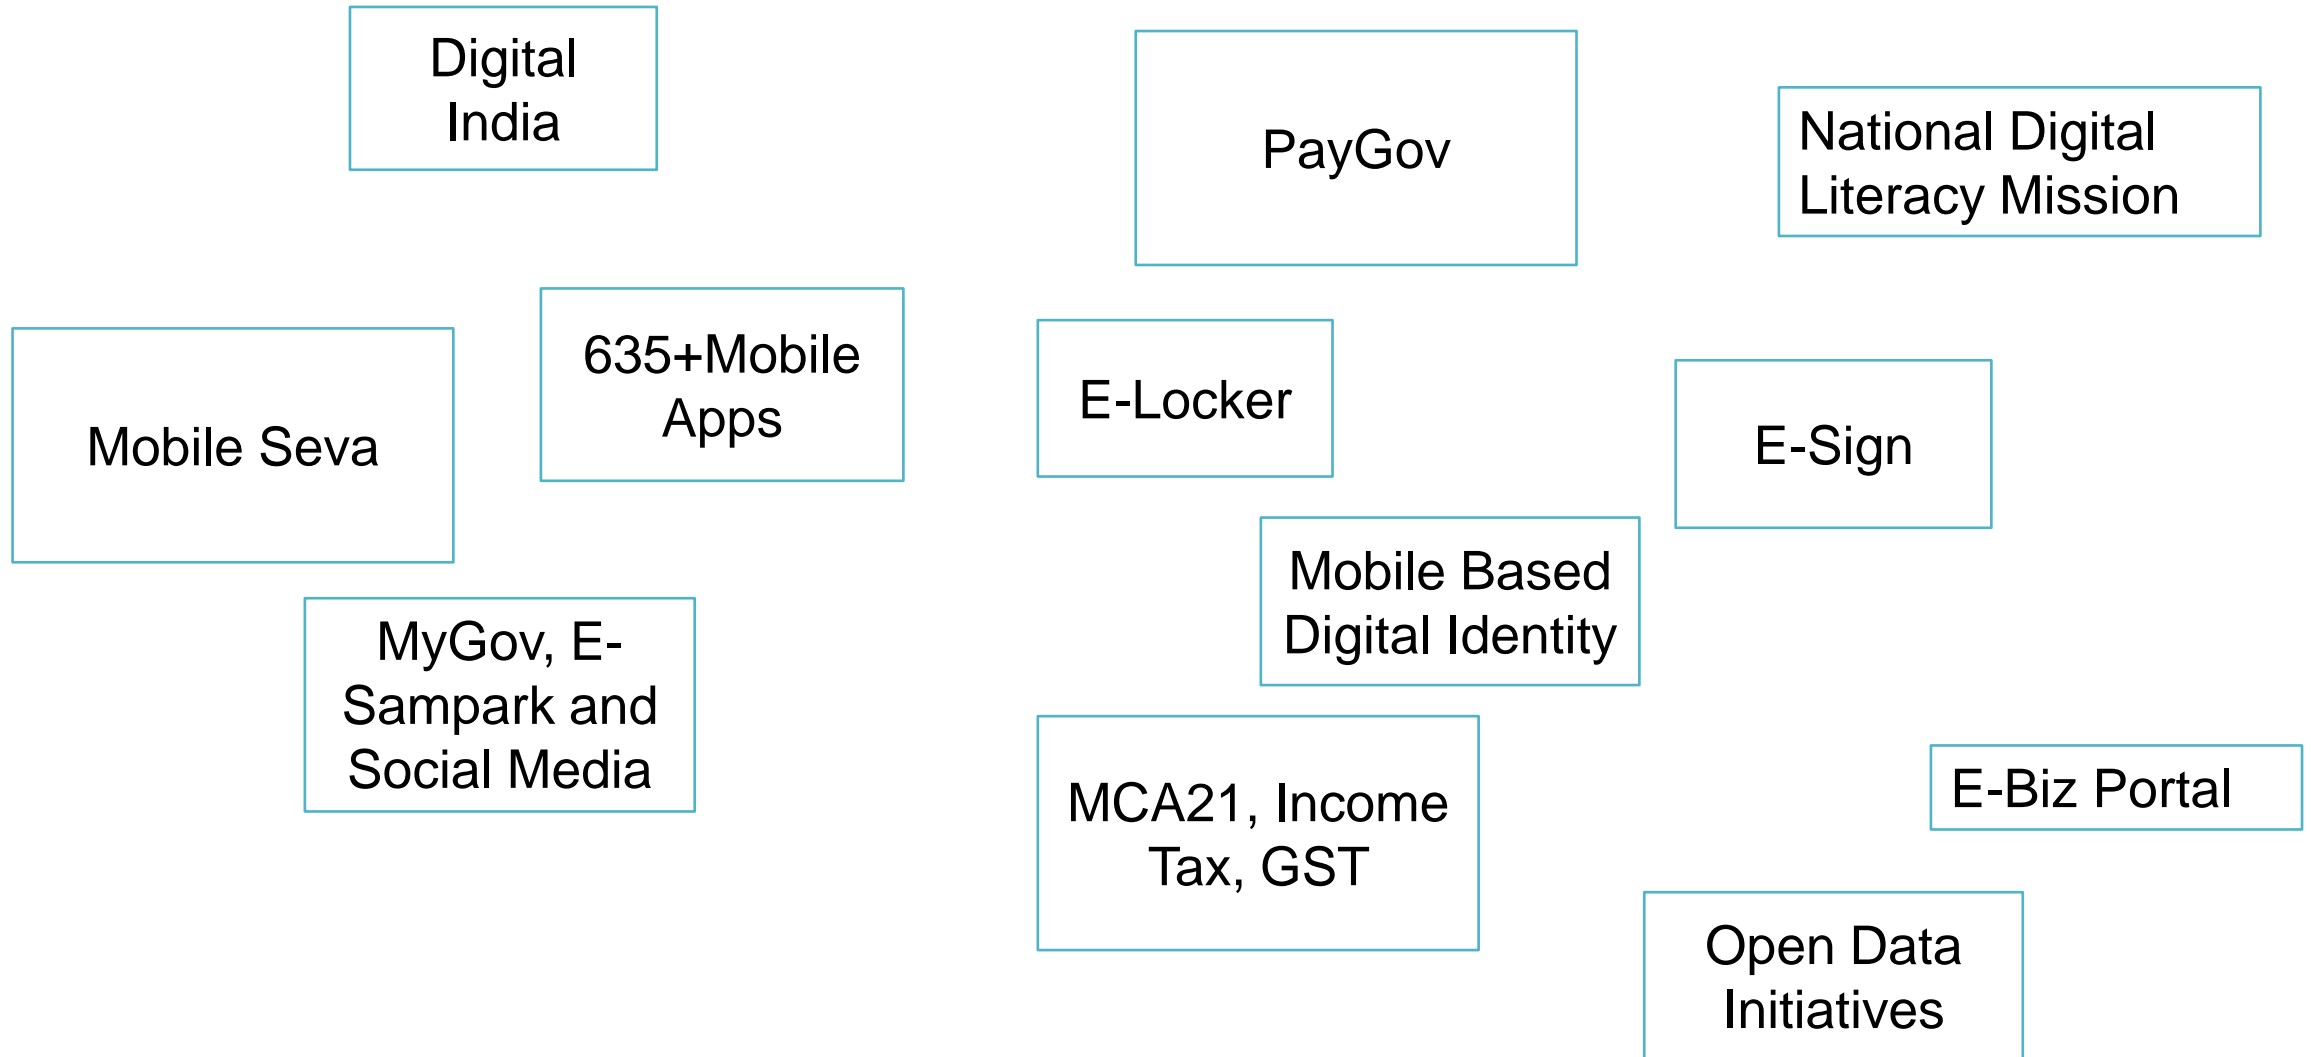 Digital
India
PayGov
National Digital
Literacy Mission
635+Mobile
Apps
Mobile Seva
E-Locker
E-Sign
Mobile Based
Digital Identity
MyGov, E-
Sampark and
Social Media
MCA21, Income
Tax, GST
E-Biz Portal
Open Data
Initiatives